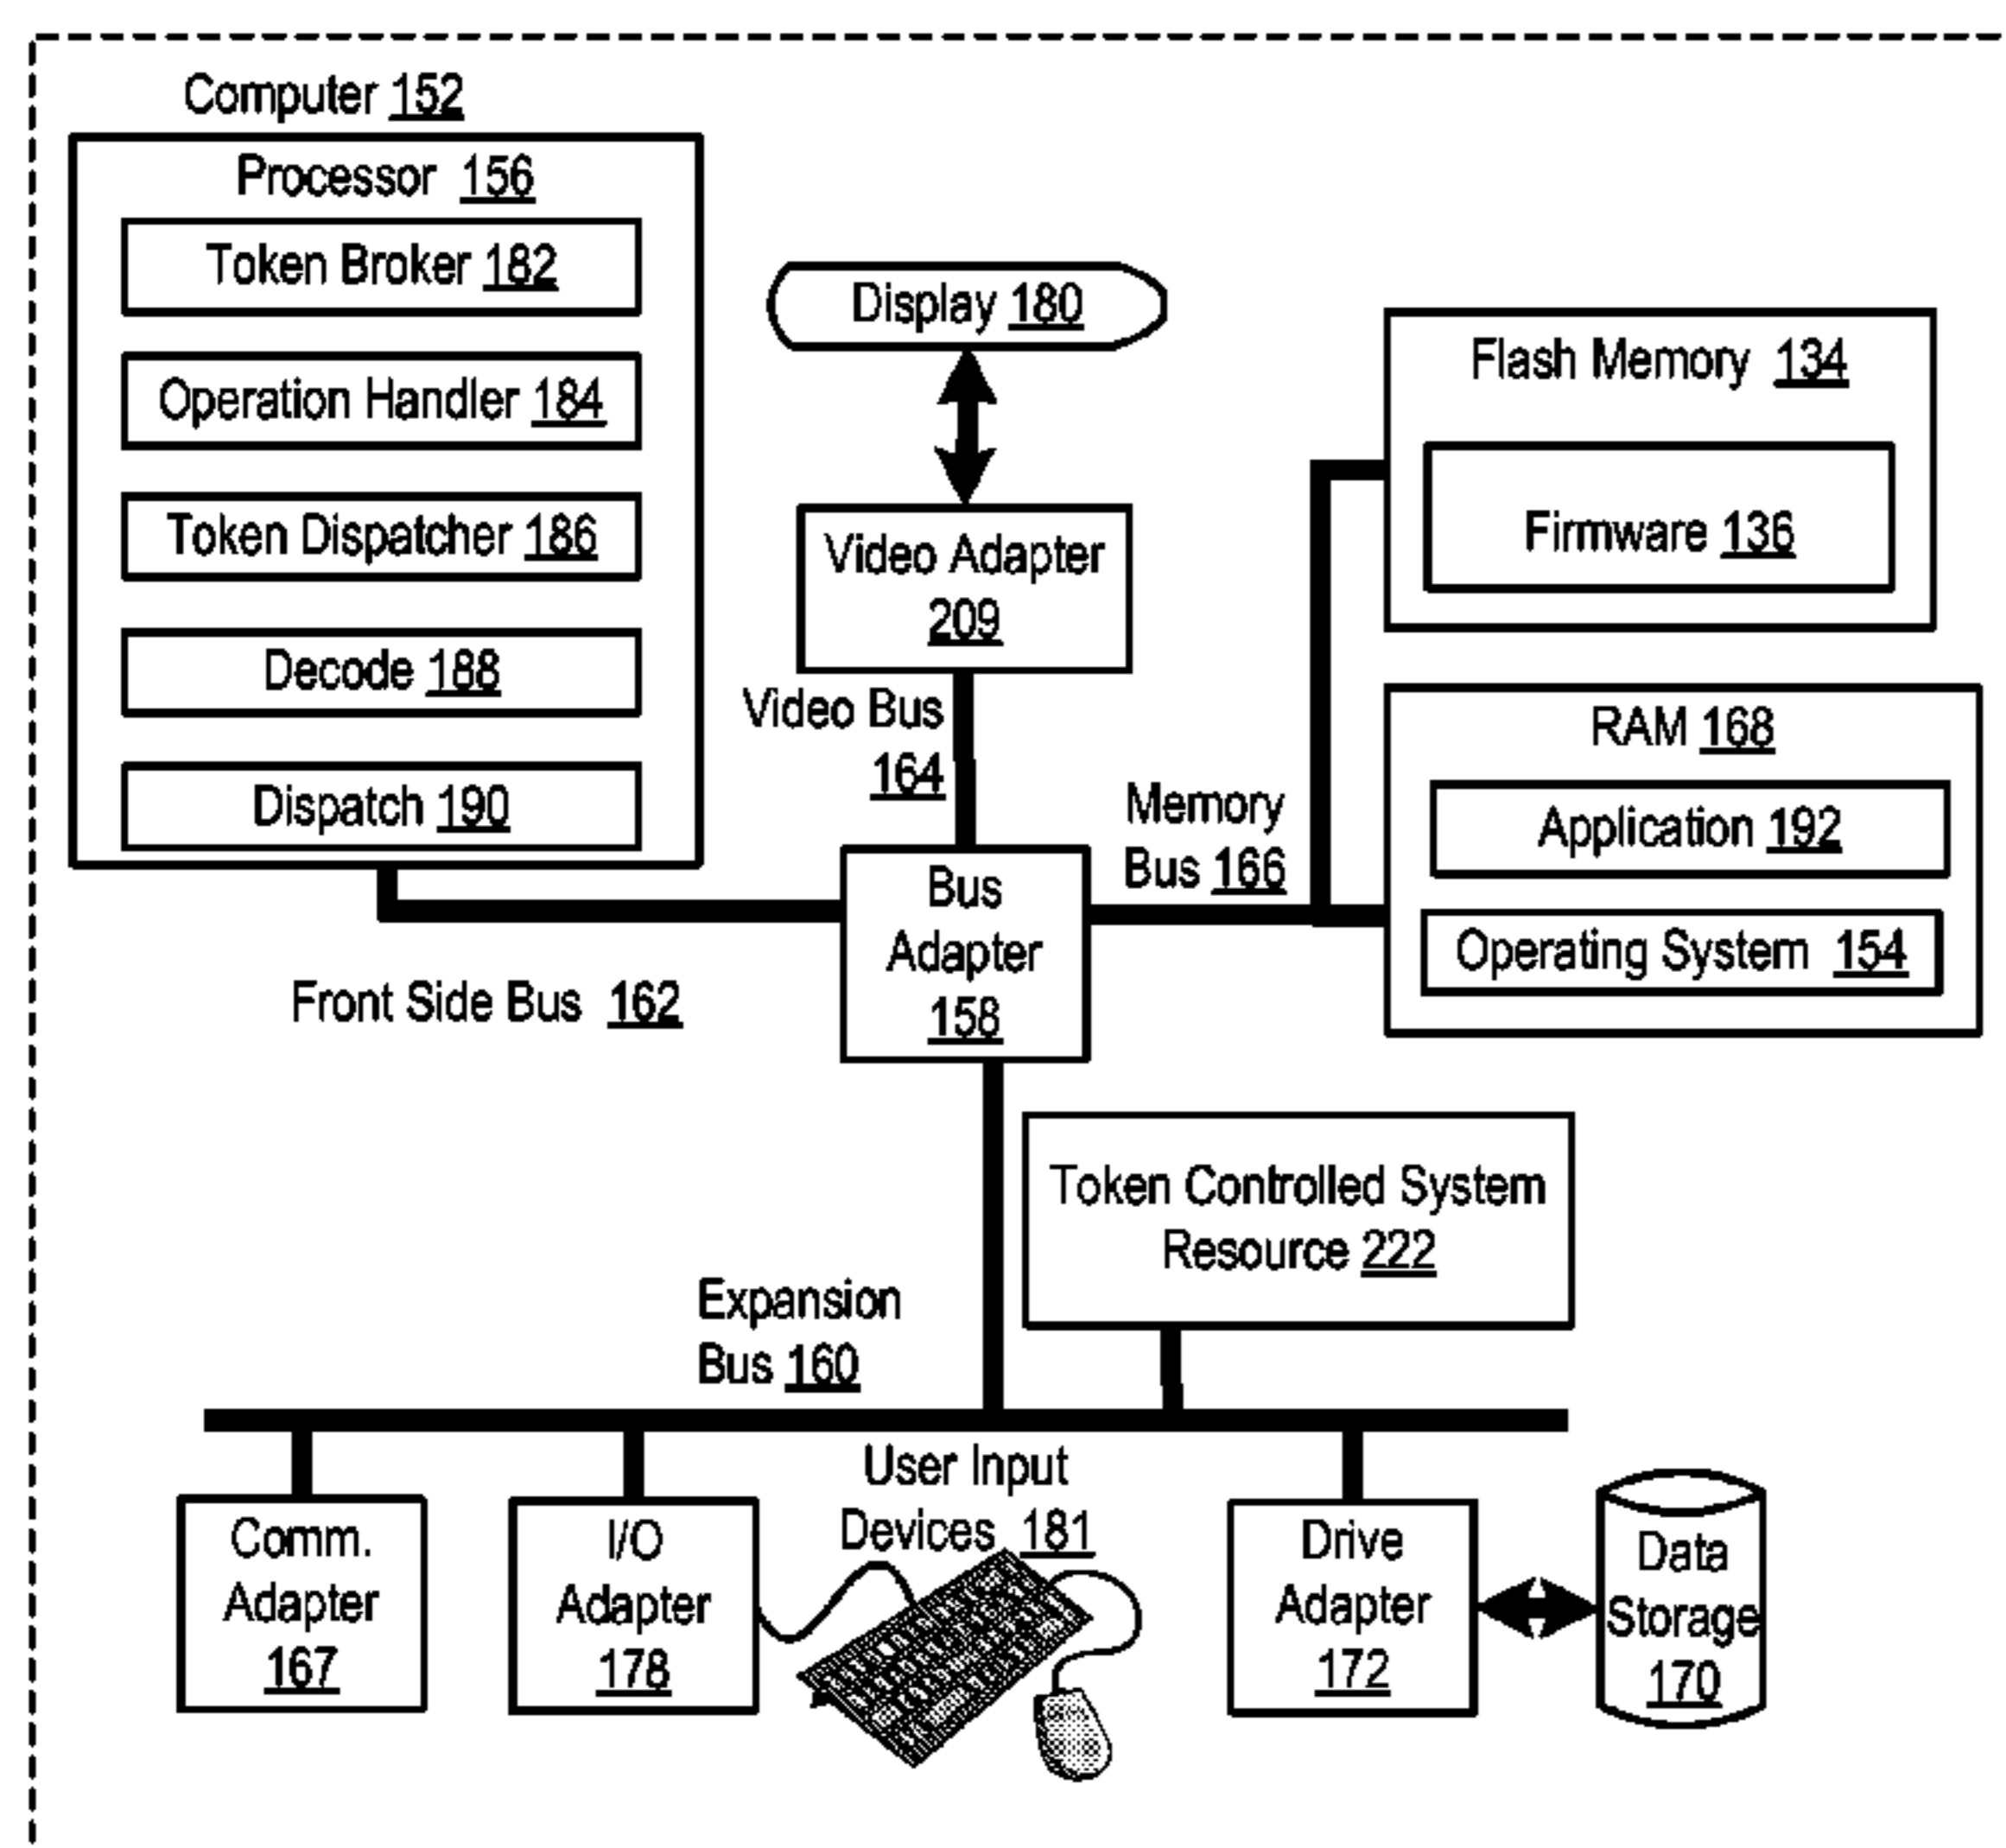 Computer 152
Processor 156
Token Broker 182
Operation Handler 184
Token Dispatcher 186
Decode 188
Dispatch 190
Display 180
Video Adapter
209
Video Bus
164
Flash Memory 134
Firmware 136
RAM 168
Application 192
Operating System 154
Memory
Bus 166
Bus
Adapter
158
Front Side Bus 162
Token Controlled System
Resource 222
Expansion
Bus 160
Comm.
Adapter
167
I/O
Adapter
178
User Input
Devices 181
Drive
Adapter
172
Data
Storage
170